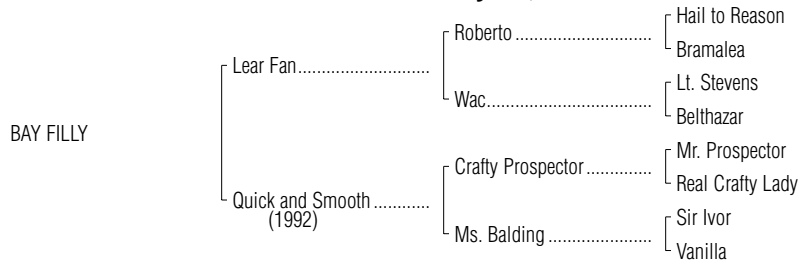 Hail to Reason
Roberto ............................
Bramalea
Lear Fan............................
Lt. Stevens
Wac...................................
Belthazar
BAY FILLY
Mr. Prospector
Crafty Prospector ..............
Real Crafty Lady
Quick and Smooth ............
(1992)
Sir Ivor
Ms. Balding ......................
Vanilla